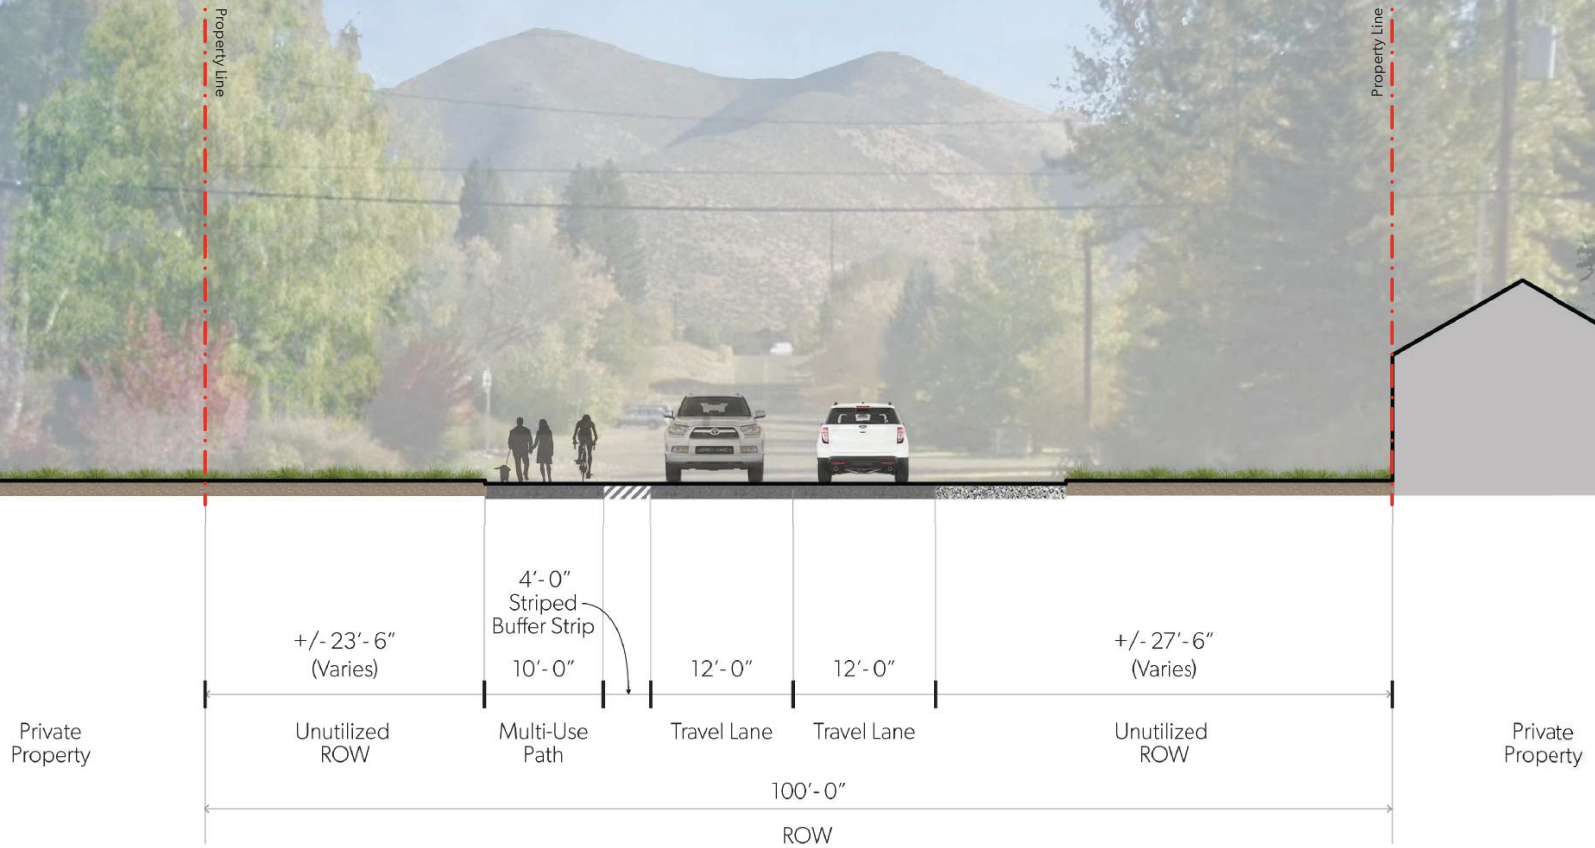 Property Line
Property Line
4'-0"
Striped
Buffer Strip
+/- 23'- 6"
(Varies)
10'-0"
12'-0"
12'-0"
+/- 27'- 6"
(Varies)
Private
Property
Unutilized
ROW
Multi-Use
Path
Travel Lane
Travel Lane
Unutilized
ROW
Private
Property
100'- 0"
ROW